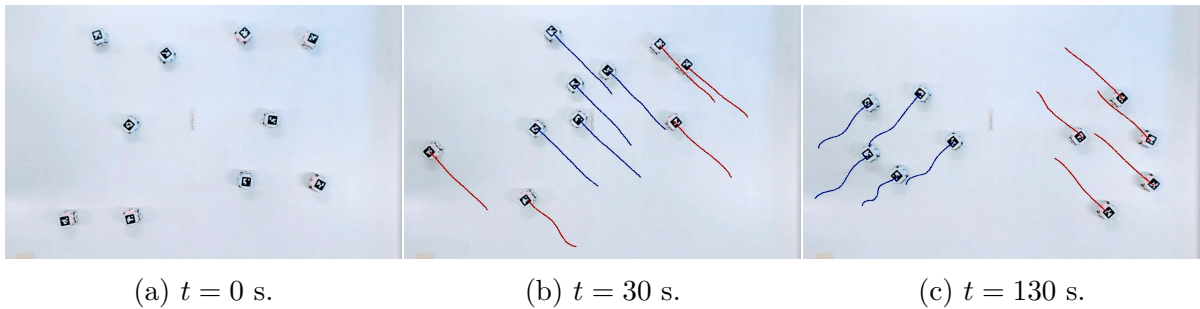 (a) t = 0 s.
(b) t = 30 s.
(c) t = 130 s.